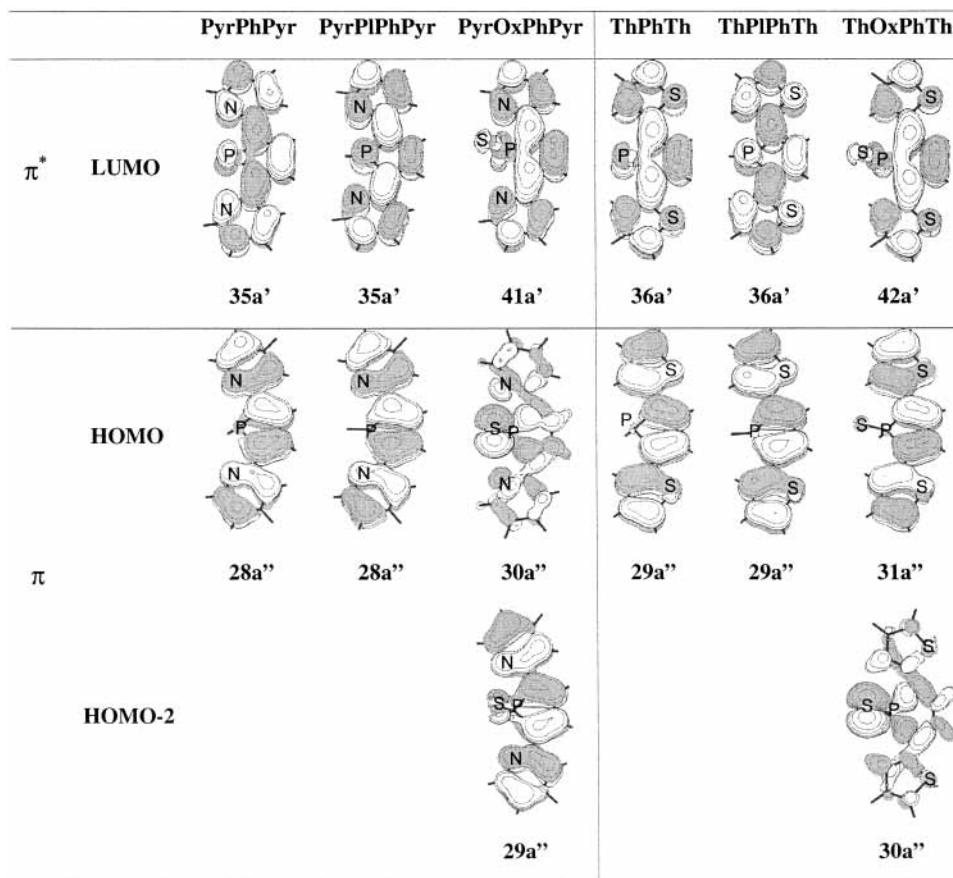 PyrPhPyr PyrPlPhPyr PyrOxPhPyr ThPhTh ThPlPhTh ThOxPhTh
N N N S S S
π* LUMO P P S P P P S P
N N N S S S
35a’ 35a’ 41a’ 36a’ 36a’ 42a’
N N N S S S
HOMO P P S P P P S P
N N N S S S
π 28a” 28a” 30a” 29a” 29a” 31a”
N S
HOMO-2 S P S P
N S
29a” 30a”